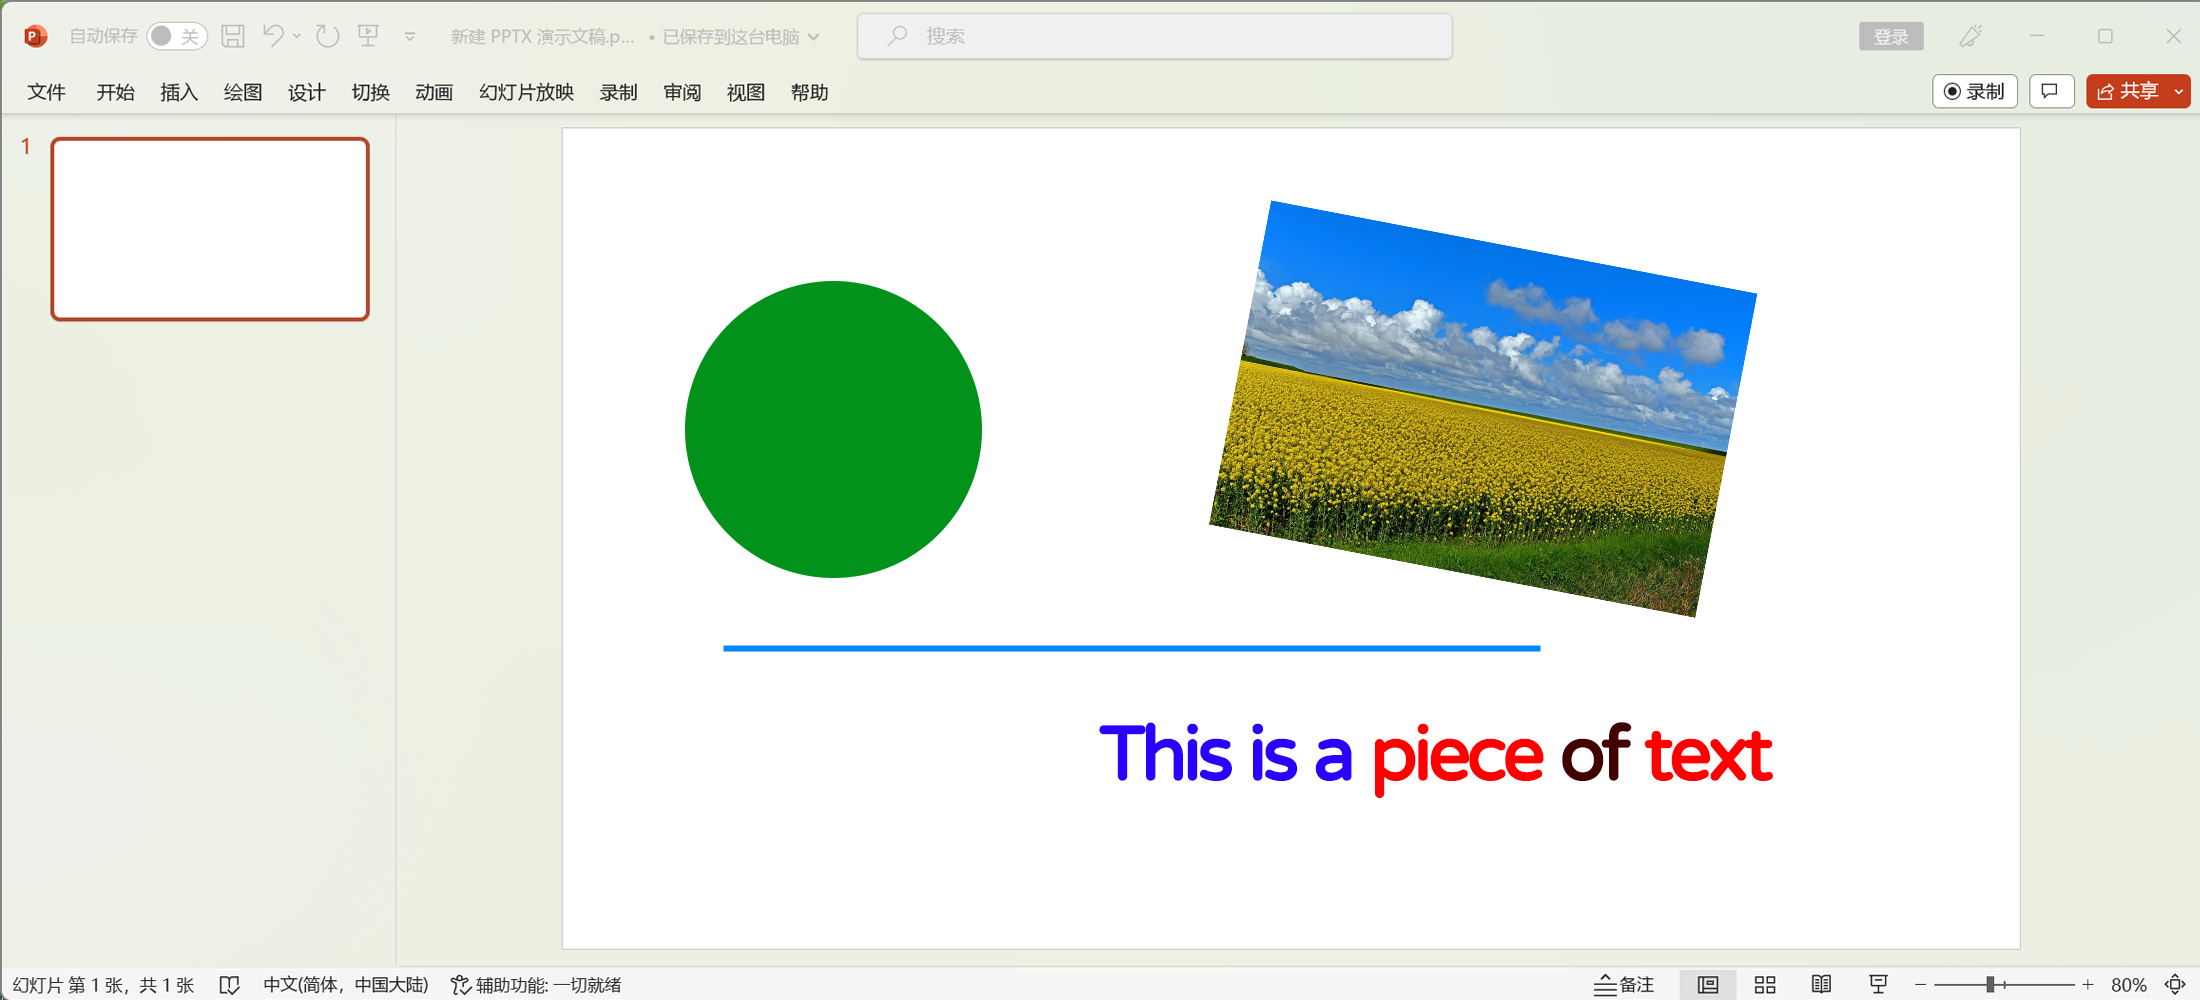 自动保存 关 新建 PPTX 演示文稿.p... • 已保存到这台电脑 搜索 登录
文件 开始 插入 绘图 设计 切换 动画 幻灯片放映 录制 审阅 视图 帮助 录制 共享
1
This is a piece of text
幻灯片 第 1 张，共 1 张 中文(简体，中国大陆) 辅助功能: 一切就绪 备注 80%